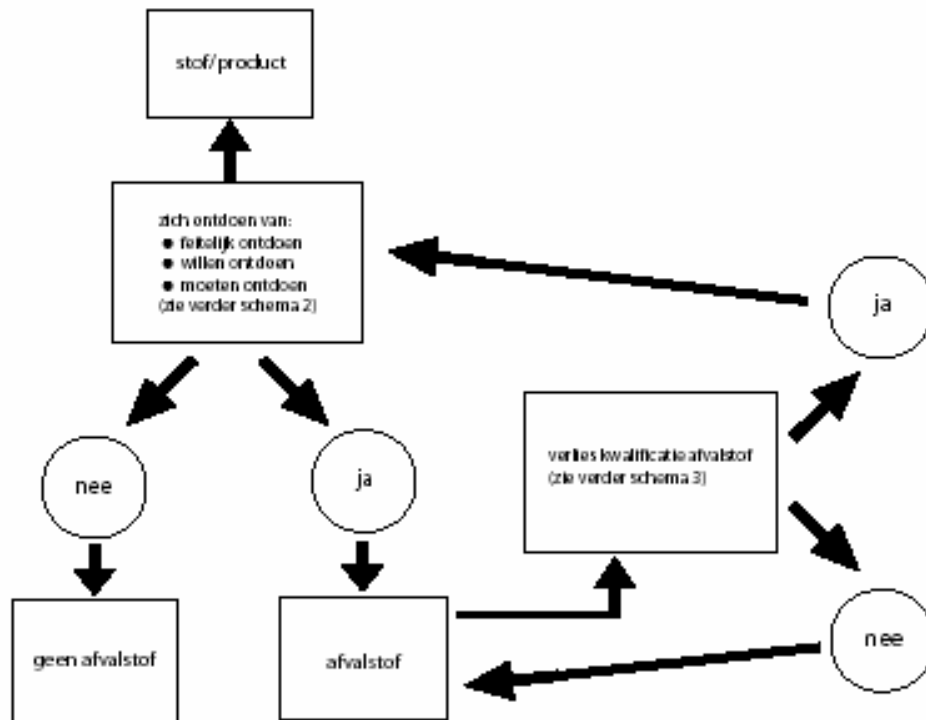 stof/product
zich ontdoen van:
● feitelijk ontdoen
● willen ontdoen
● moeten ontdoen
(zie verder schema 2)
ja
verlies kwalificatie afvalstof
(zie verder schema 3)
nee
ja
geen afvalstof
afvalstof
nee